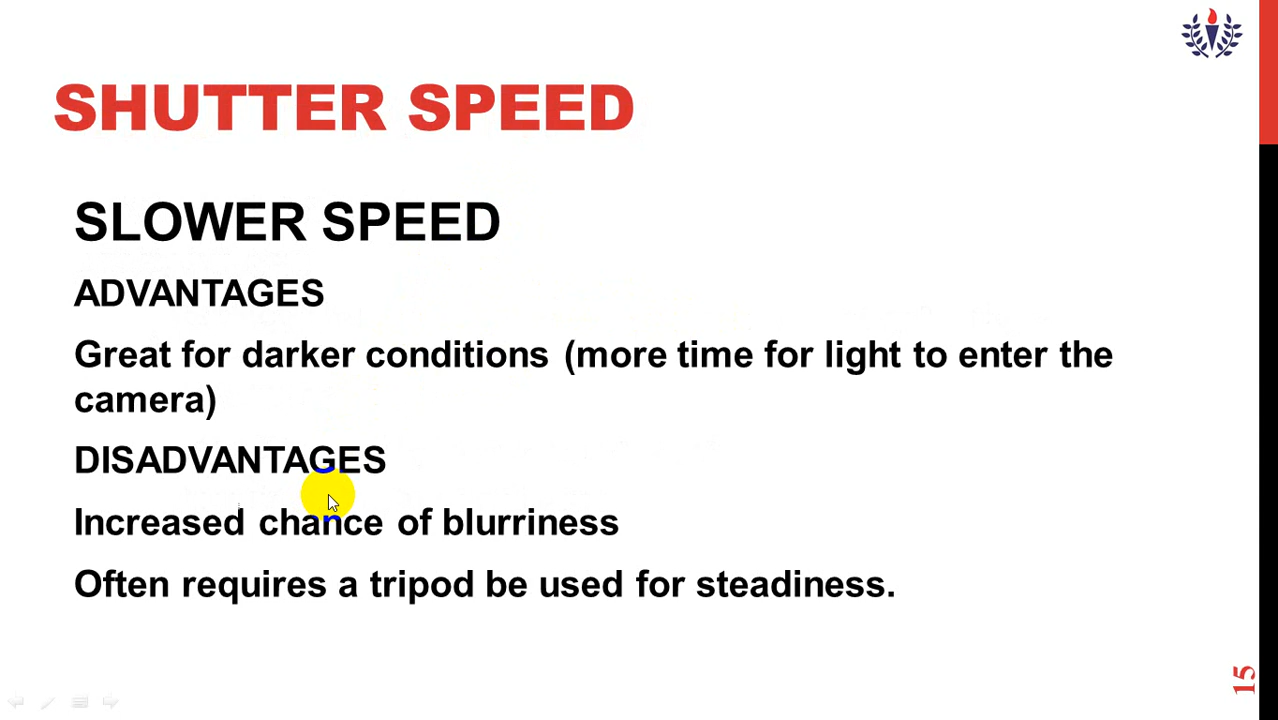 SHUTTER SPEED
SLOWER SPEED
ADVANTAGES
Great for darker conditions (more time for light to enter the
camera)
DISADVANTAGES
Increased chance of blurriness
Often requires a tripod be used for steadiness.
15